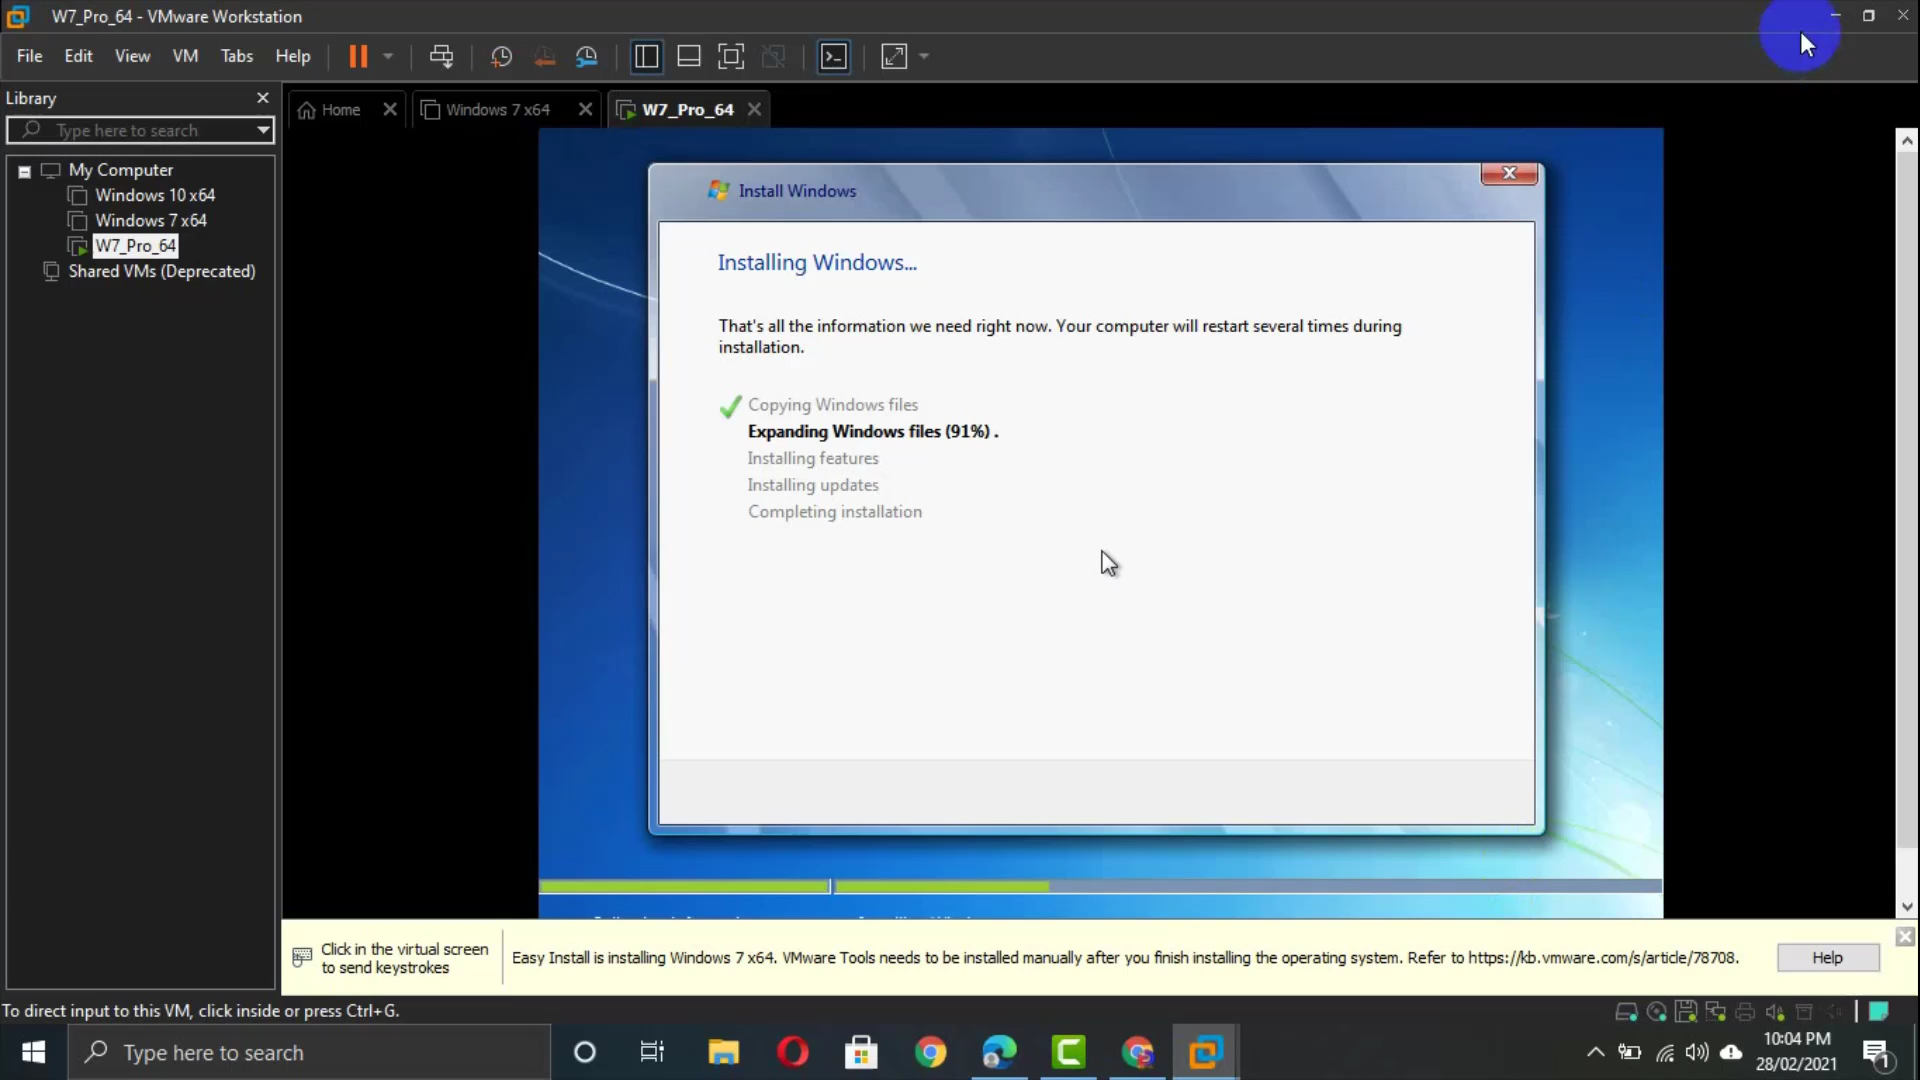 W7_Pro_64 - VMware Workstation
File Edit View VM Tabs Help
Library
Type here to search
My Computer
Windows 10 x64
Windows 7 x64
W7_Pro_64
Shared VMs (Deprecated)
Home
Windows 7 x64
W7_Pro_64
Install Windows
Installing Windows...
That's all the information we need right now. Your computer will restart several times during
installation.
Copying Windows files
Expanding Windows files (91%) .
Installing features
Installing updates
Completing installation
Click in the virtual screen
to send keystrokes
Easy Install is installing Windows 7 x64. VMware Tools needs to be installed manually after you finish installing the operating system. Refer to https://kb.vmware.com/s/article/78708.
Help
To direct input to this VM, click inside or press Ctrl+G.
Type here to search
10:04 PM
28/02/2021
1